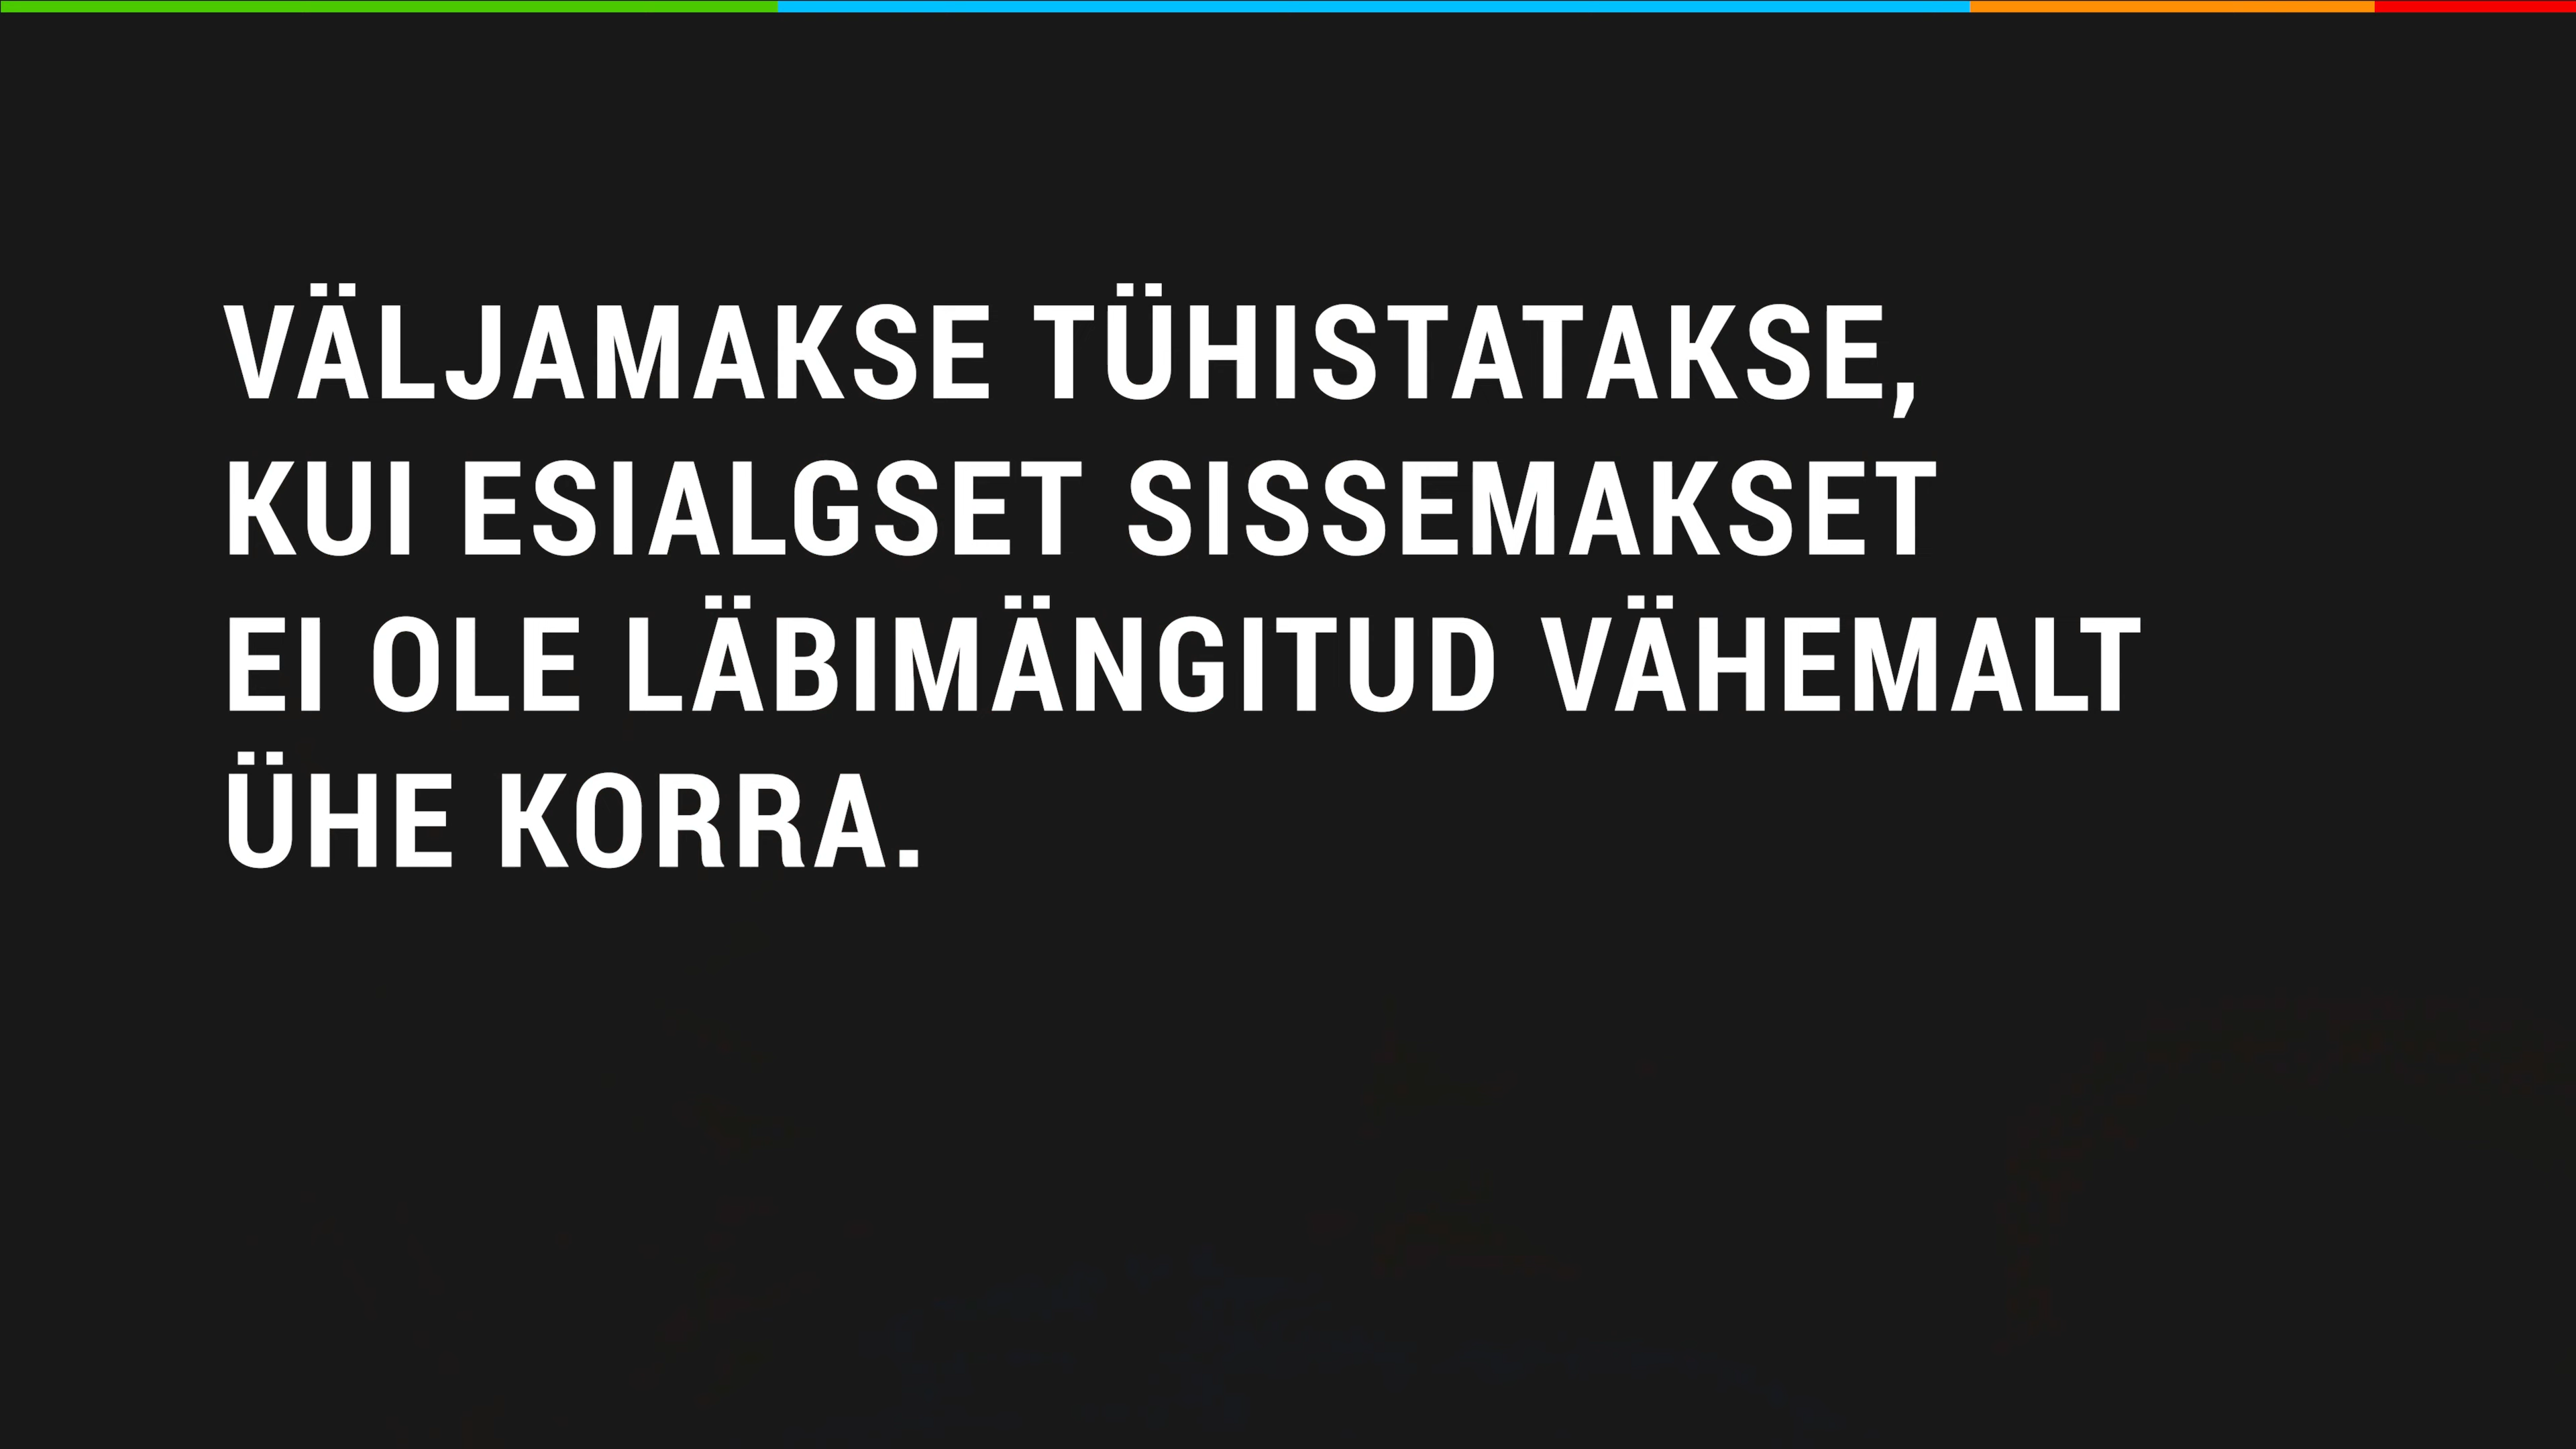 VÄLJAMAKSE TÜHISTATAKSE,
KUI ESIALGSET SISSEMAKSET
EI OLE LÄBIMÄNGITUD VÄHEMALT
ÜHE KORRA.